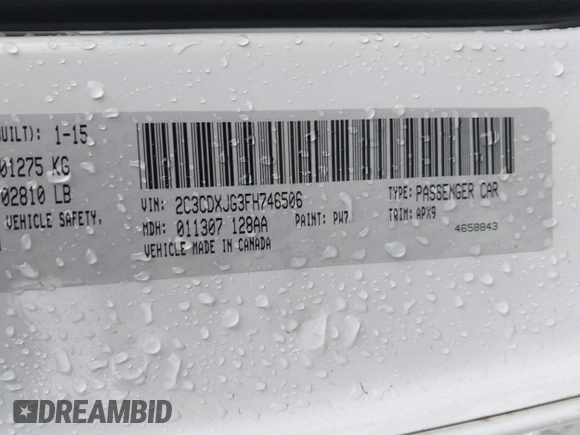 UILT): 1-15
01275 KG
02810 LB
VEHICLE SAFETY,
VIN: 2C3CDXJG3FH746506
TYPE: PASSENGER CAR
MDH: 011307 128AA
PAINT: PW7
TRIM: APX9
VEHICLE MADE IN CANADA
4658843
DREAMBID